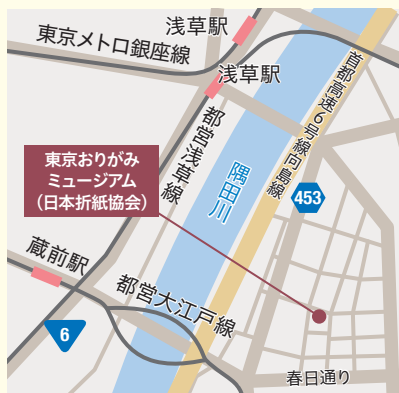 浅草駅
東京メトロ銀座線
浅草駅
首都高速6号線向島線
都営浅草線
東京おりがみ
ミュージアム
(日本折紙協会)
隅田川
453
蔵前駅
都営大江戸線
6
春日通り